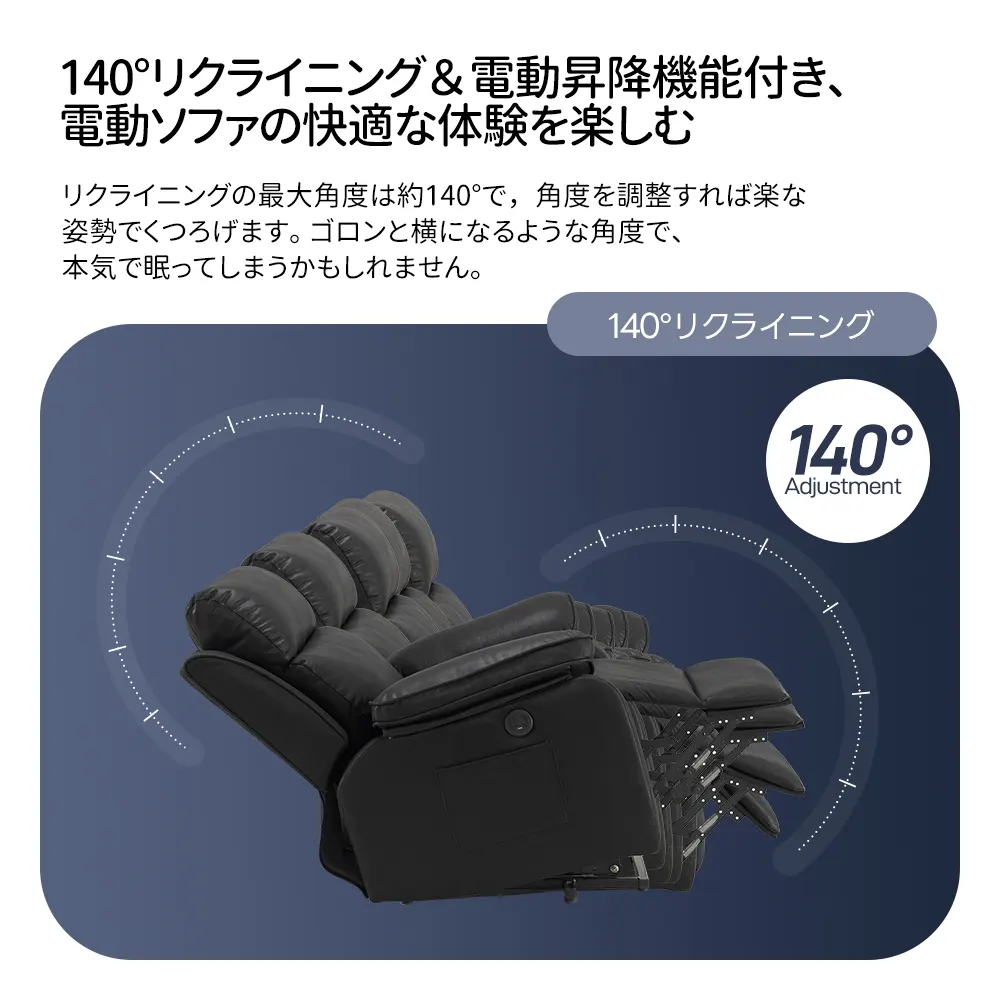 140°リクライニング＆電動昇降機能付き、
電動ソファの快適な体験を楽しむ
リクライニングの最大角度は約140°で，角度を調整すれば楽な
姿勢でくつろげます。ゴロンと横になるような角度で、
本気で眠ってしまうかもしれません。
140°リクライニング
140°
Adjustment